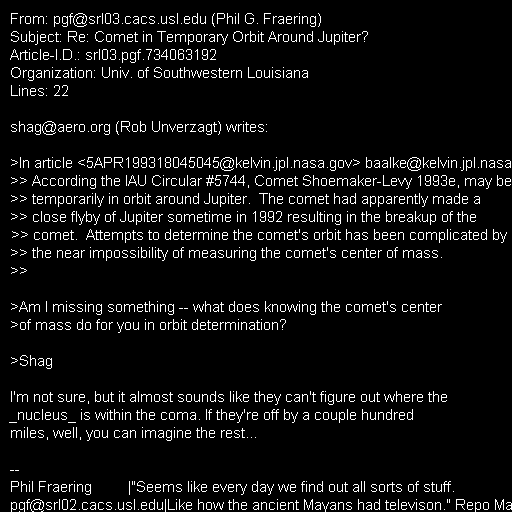 From: pgf@srl03.cacs.usl.edu (Phil G. Fraering)
Subject: Re: Comet in Temporary Orbit Around Jupiter?
Article-I.D.: srl03.pgf.734063192
Organization: Univ. of Southwestern Louisiana
Lines: 22

shag@aero.org (Rob Unverzagt) writes:

>In article <5APR199318045045@kelvin.jpl.nasa.gov> baalke@kelvin.jpl.nasa
>> According the IAU Circular #5744, Comet Shoemaker-Levy 1993e, may be
>> temporarily in orbit around Jupiter.  The comet had apparently made a
>> close flyby of Jupiter sometime in 1992 resulting in the breakup of the
>> comet.  Attempts to determine the comet's orbit has been complicated by
>> the near impossibility of measuring the comet's center of mass.
>>

>Am I missing something -- what does knowing the comet's center
>of mass do for you in orbit determination?

>Shag

I'm not sure, but it almost sounds like they can't figure out where the
_nucleus_ is within the coma. If they're off by a couple hundred
miles, well, you can imagine the rest...

--
Phil Fraering         |"Seems like every day we find out all sorts of stuff.
pgf@srl02.cacs.usl.edu|Like how the ancient Mayans had televison." Repo Ma